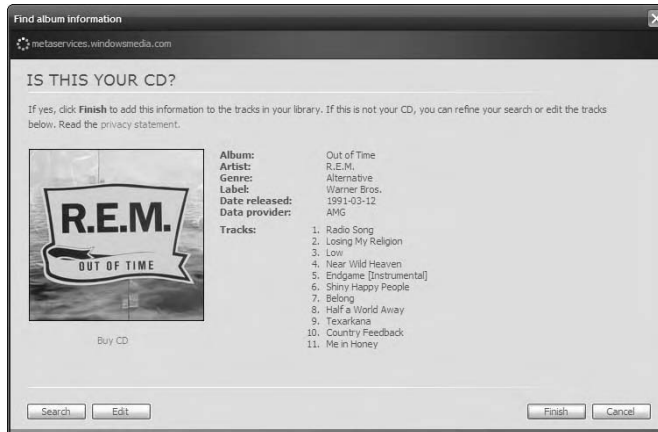 Find album information
metaservices.windowsmedia.com
IS THIS YOUR CD?
If yes, click Finish to add this information to the tracks in your library. If this is not your CD, you can refine your search or edit the tracks
below. Read the privacy statement.
R.E.M.
OUT OF TIME
Buy CD
Album: Out of Time
Artist: R.E.M.
Genre: Alternative
Label: Warner Bros.
Date released: 1991-03-12
Data provider: AMG
Tracks: 1. Radio Song
2. Losing My Religion
3. Low
4. Near Wild Heaven
5. Endgame [Instrumental]
6. Shiny Happy People
7. Belong
8. Half a World Away
9. Texarkana
10. Country Feedback
11. Me in Honey
Search Edit Finish Cancel